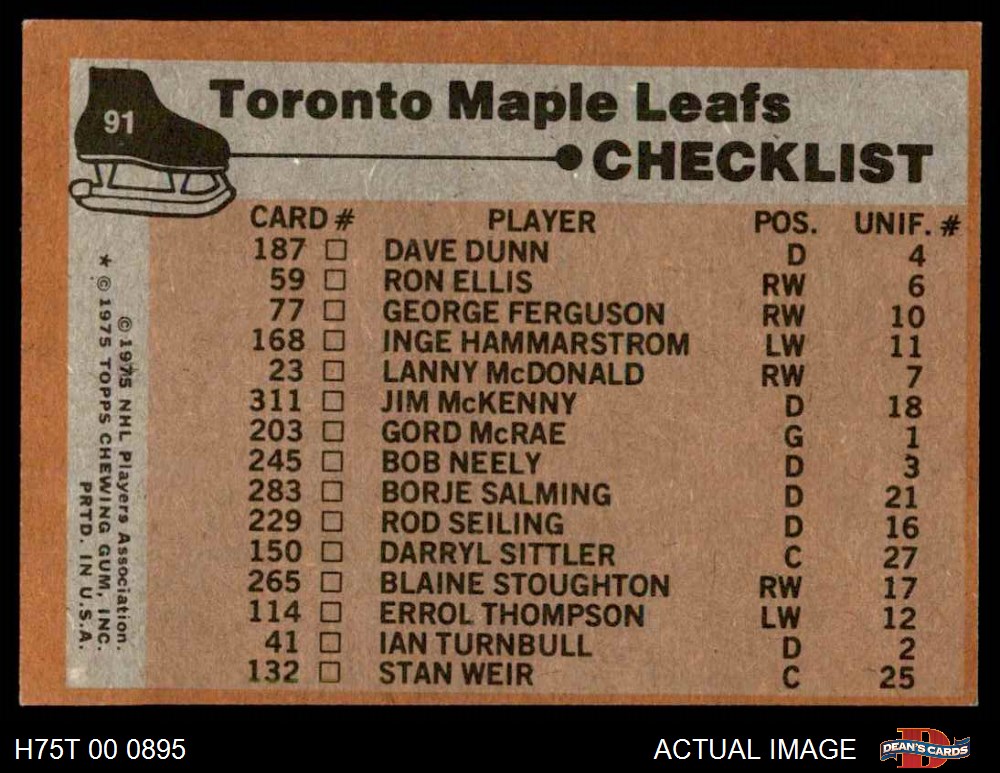 91
Toronto Maple Leafs
CHECKLIST
CARD # PLAYER POS. UNIF. #
187 □ DAVE DUNN D 4
59 □ RON ELLIS RW 6
77 □ GEORGE FERGUSON RW 10
168 □ INGE HAMMARSTROM LW 11
23 □ LANNY McDONALD RW 7
311 □ JIM McKENNY D 18
203 □ GORD McRAE G 1
245 □ BOB NEELY D 3
283 □ BORJE SALMING D 21
229 □ ROD SEILING D 16
150 □ DARRYL SITTLER C 27
265 □ BLAINE STOUGHTON RW 17
114 □ ERROL THOMPSON LW 12
41 □ IAN TURNBULL D 2
132 □ STAN WEIR C 25
© 1975 NHL Players Association.
* © 1975 TOPPS CHEWING GUM, INC.
PRTD. IN U.S.A.
H75T 00 0895
ACTUAL IMAGE
D
DEAN'S CARDS